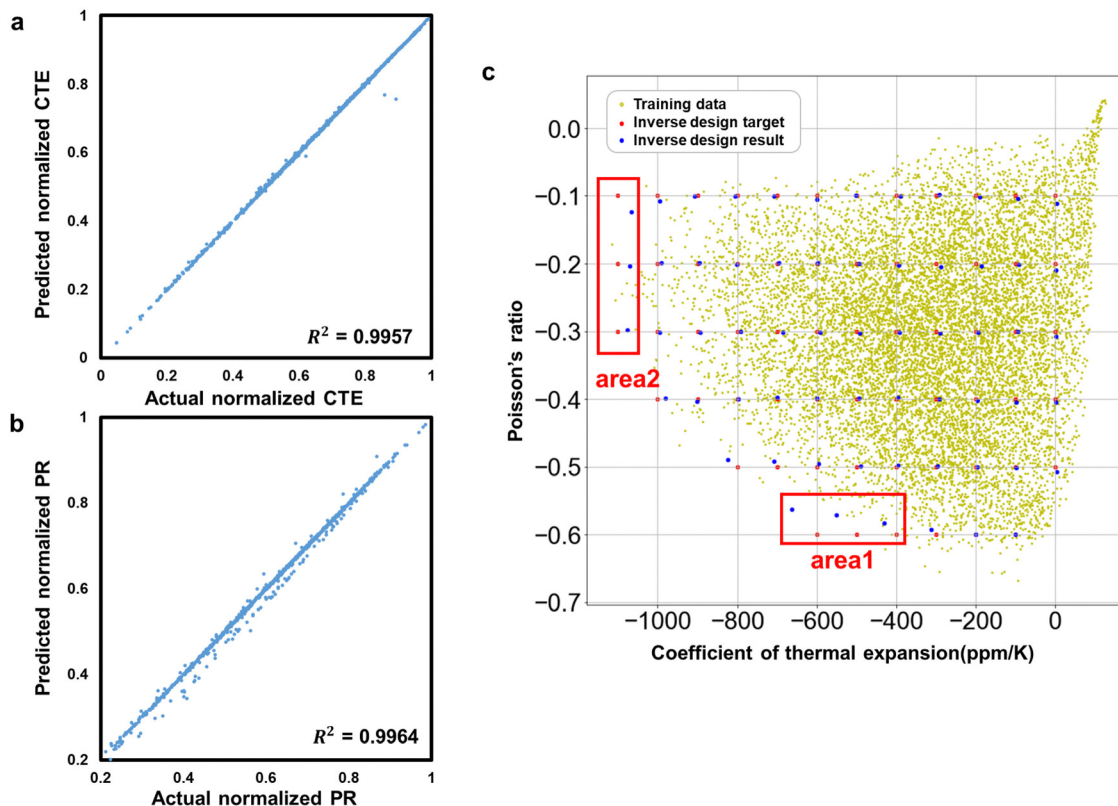 a
1
0.8
0.6
0.4
0.2
0
0 0.2 0.4 0.6 0.8 1
Predicted normalized CTE
Actual normalized CTE
R² = 0.9957
b
1
0.8
0.6
0.4
0.2
0.2 0.4 0.6 0.8 1
Predicted normalized PR
Actual normalized PR
R² = 0.9964
c
Training data
Inverse design target
Inverse design result
0.0
−0.1
−0.2
−0.3
−0.4
−0.5
−0.6
−0.7
Poisson's ratio
area2
area1
−1000 −800 −600 −400 −200 0
Coefficient of thermal expansion(ppm/K)